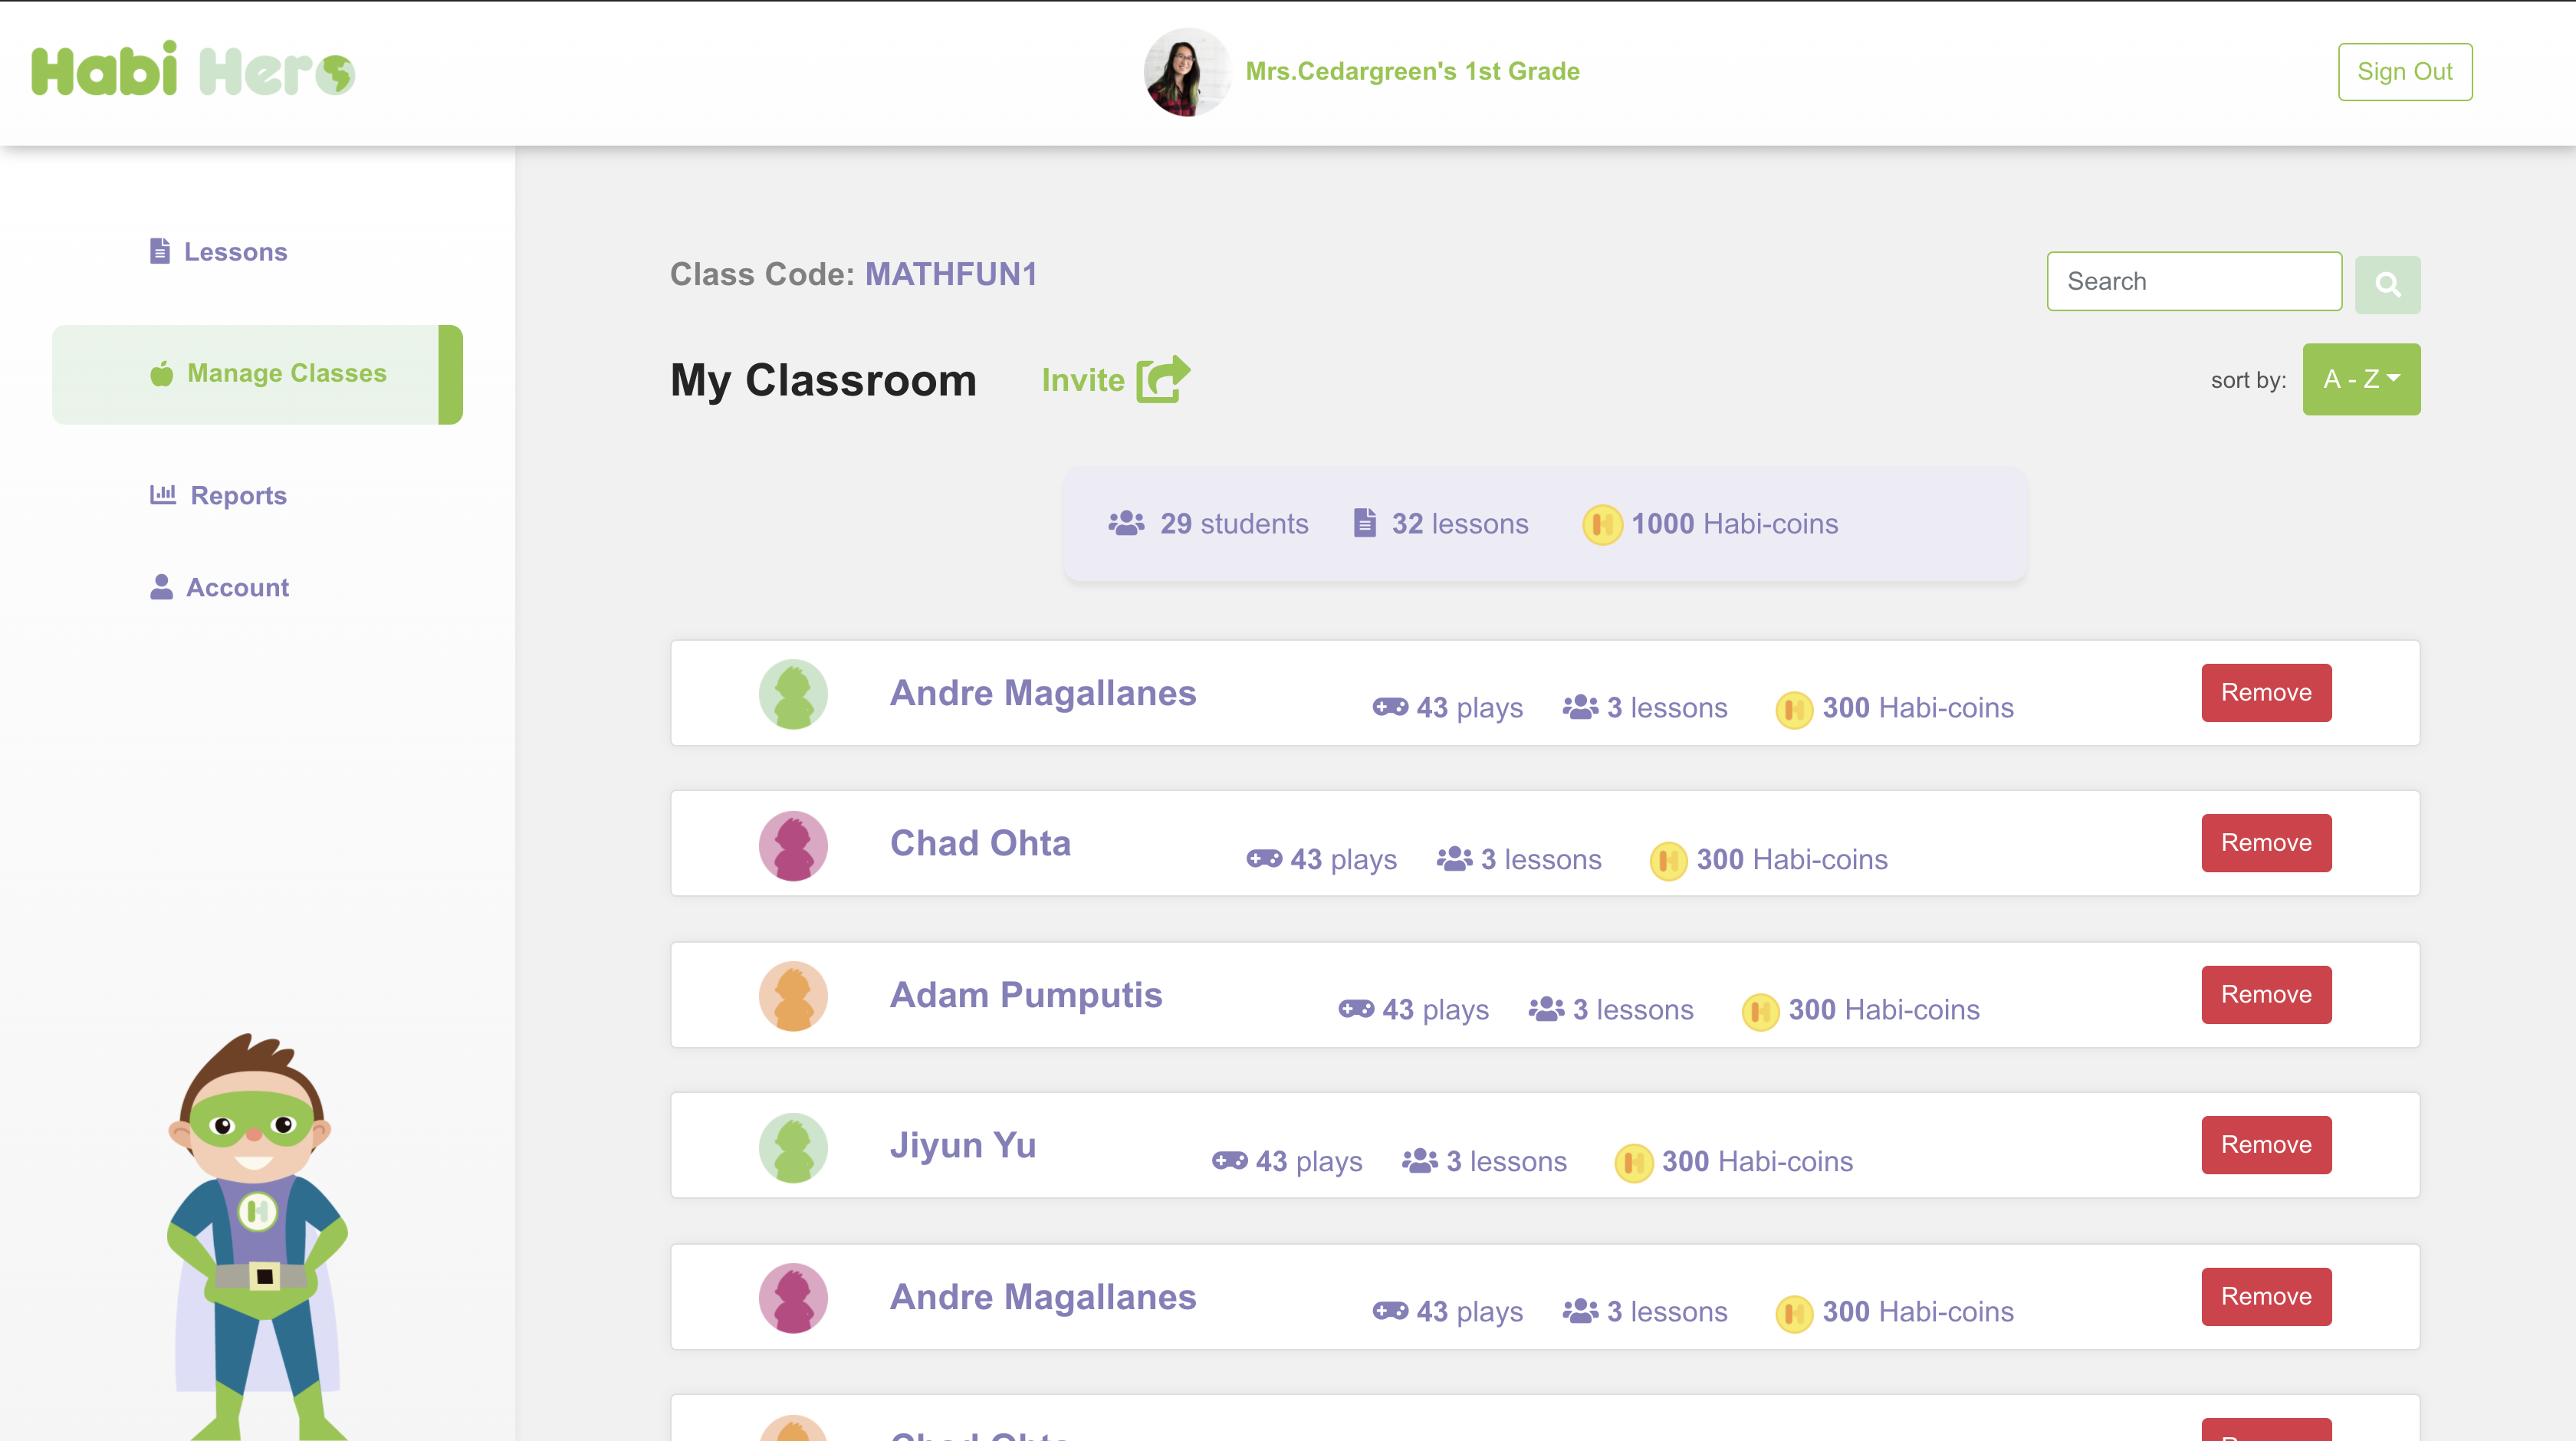 Habi Hero
Mrs.Cedargreen's 1st Grade
Sign Out
Lessons
Manage Classes
Reports
Account
Class Code: MATHFUN1
Search
My Classroom
Invite
sort by:
A - Z
29 students
32 lessons
H
1000 Habi-coins
Andre Magallanes
43 plays
3 lessons
H
300 Habi-coins
Remove
Chad Ohta
43 plays
3 lessons
H
300 Habi-coins
Remove
Adam Pumputis
43 plays
3 lessons
H
300 Habi-coins
Remove
Jiyun Yu
43 plays
3 lessons
H
300 Habi-coins
Remove
Andre Magallanes
43 plays
3 lessons
H
300 Habi-coins
Remove
H